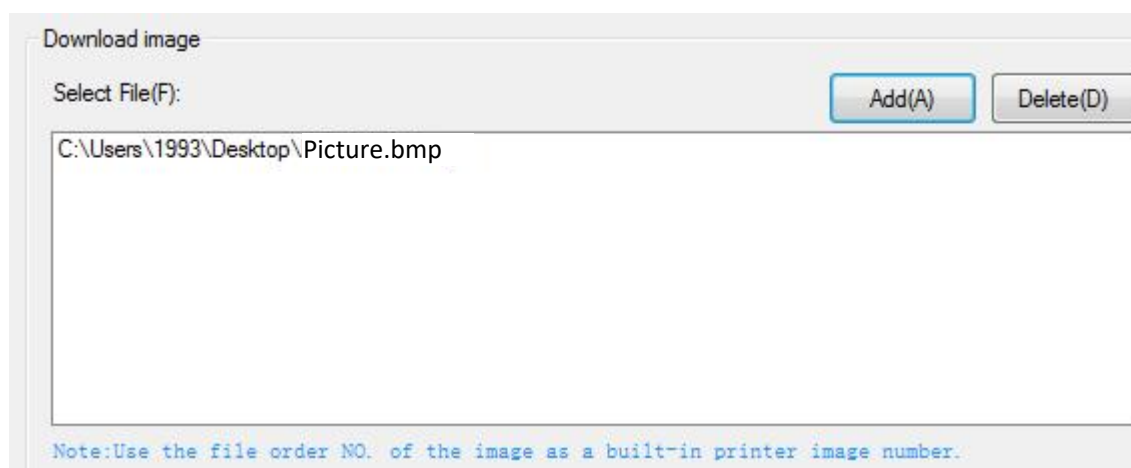 Download image
Select File(F): Add(A) Delete(D)
C:\Users\1993\Desktop\Picture.bmp
Note:Use the file order NO. of the image as a built-in printer image number.